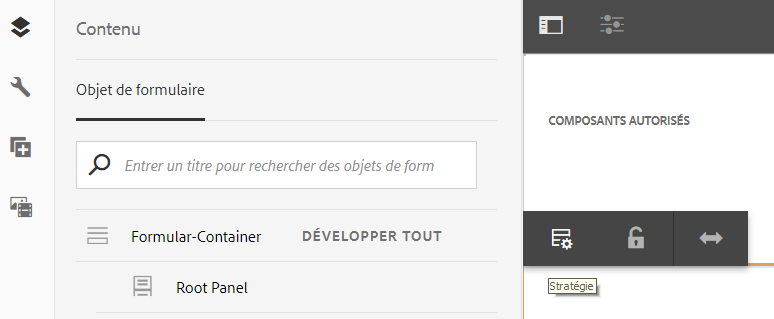 Contenu
Objet de formulaire
Entrer un titre pour rechercher des objets de form
Formular-Container DÉVELOPPER TOUT
Root Panel
COMPOSANTS AUTORISÉS
Stratégie